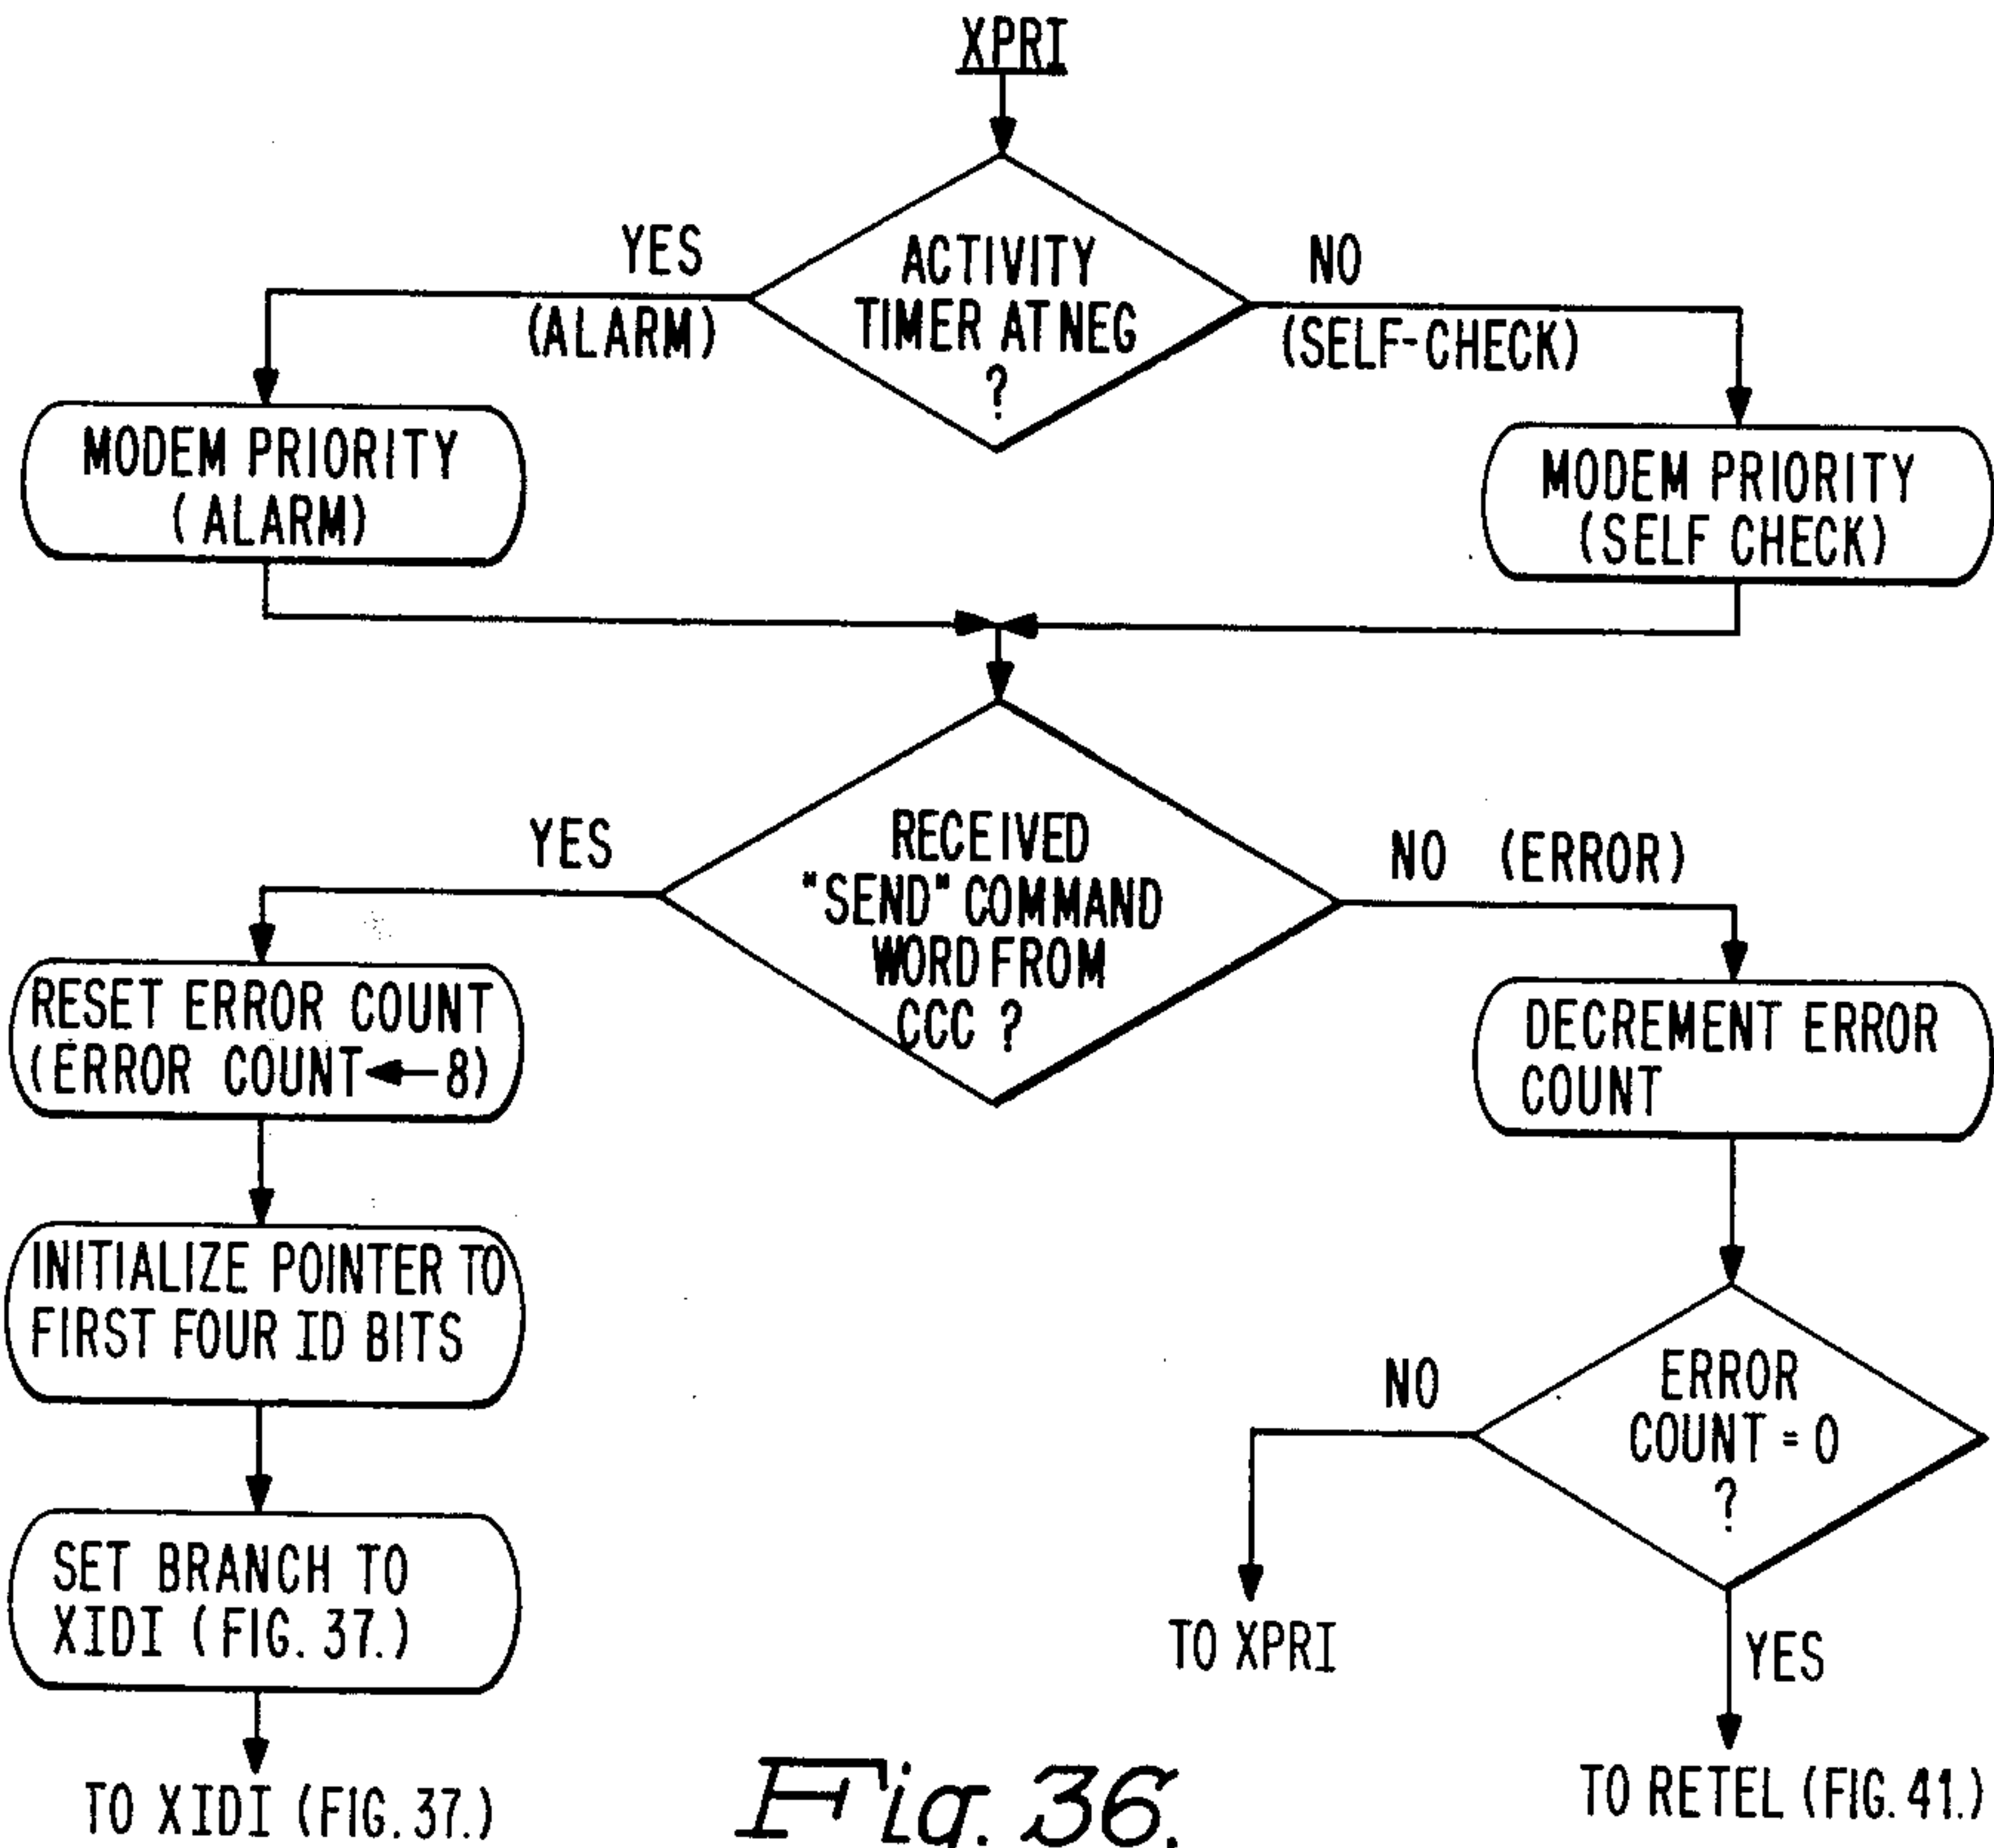 XPRI
YES
(ALARM)
ACTIVITY
TIMER AT NEG
?
NO
(SELF-CHECK)
MODEM PRIORITY
(ALARM)
MODEM PRIORITY
(SELF CHECK)
YES
RECEIVED
"SEND" COMMAND
WORD FROM
CCC ?
NO (ERROR)
RESET ERROR COUNT
(ERROR COUNT ← 8)
DECREMENT ERROR
COUNT
INITIALIZE POINTER TO
FIRST FOUR ID BITS
NO
ERROR
COUNT = 0
?
SET BRANCH TO
XIDI (FIG. 37.)
TO XPRI
YES
TO XIDI (FIG. 37.)
Fig. 36.
TO RETEL (FIG. 41.)